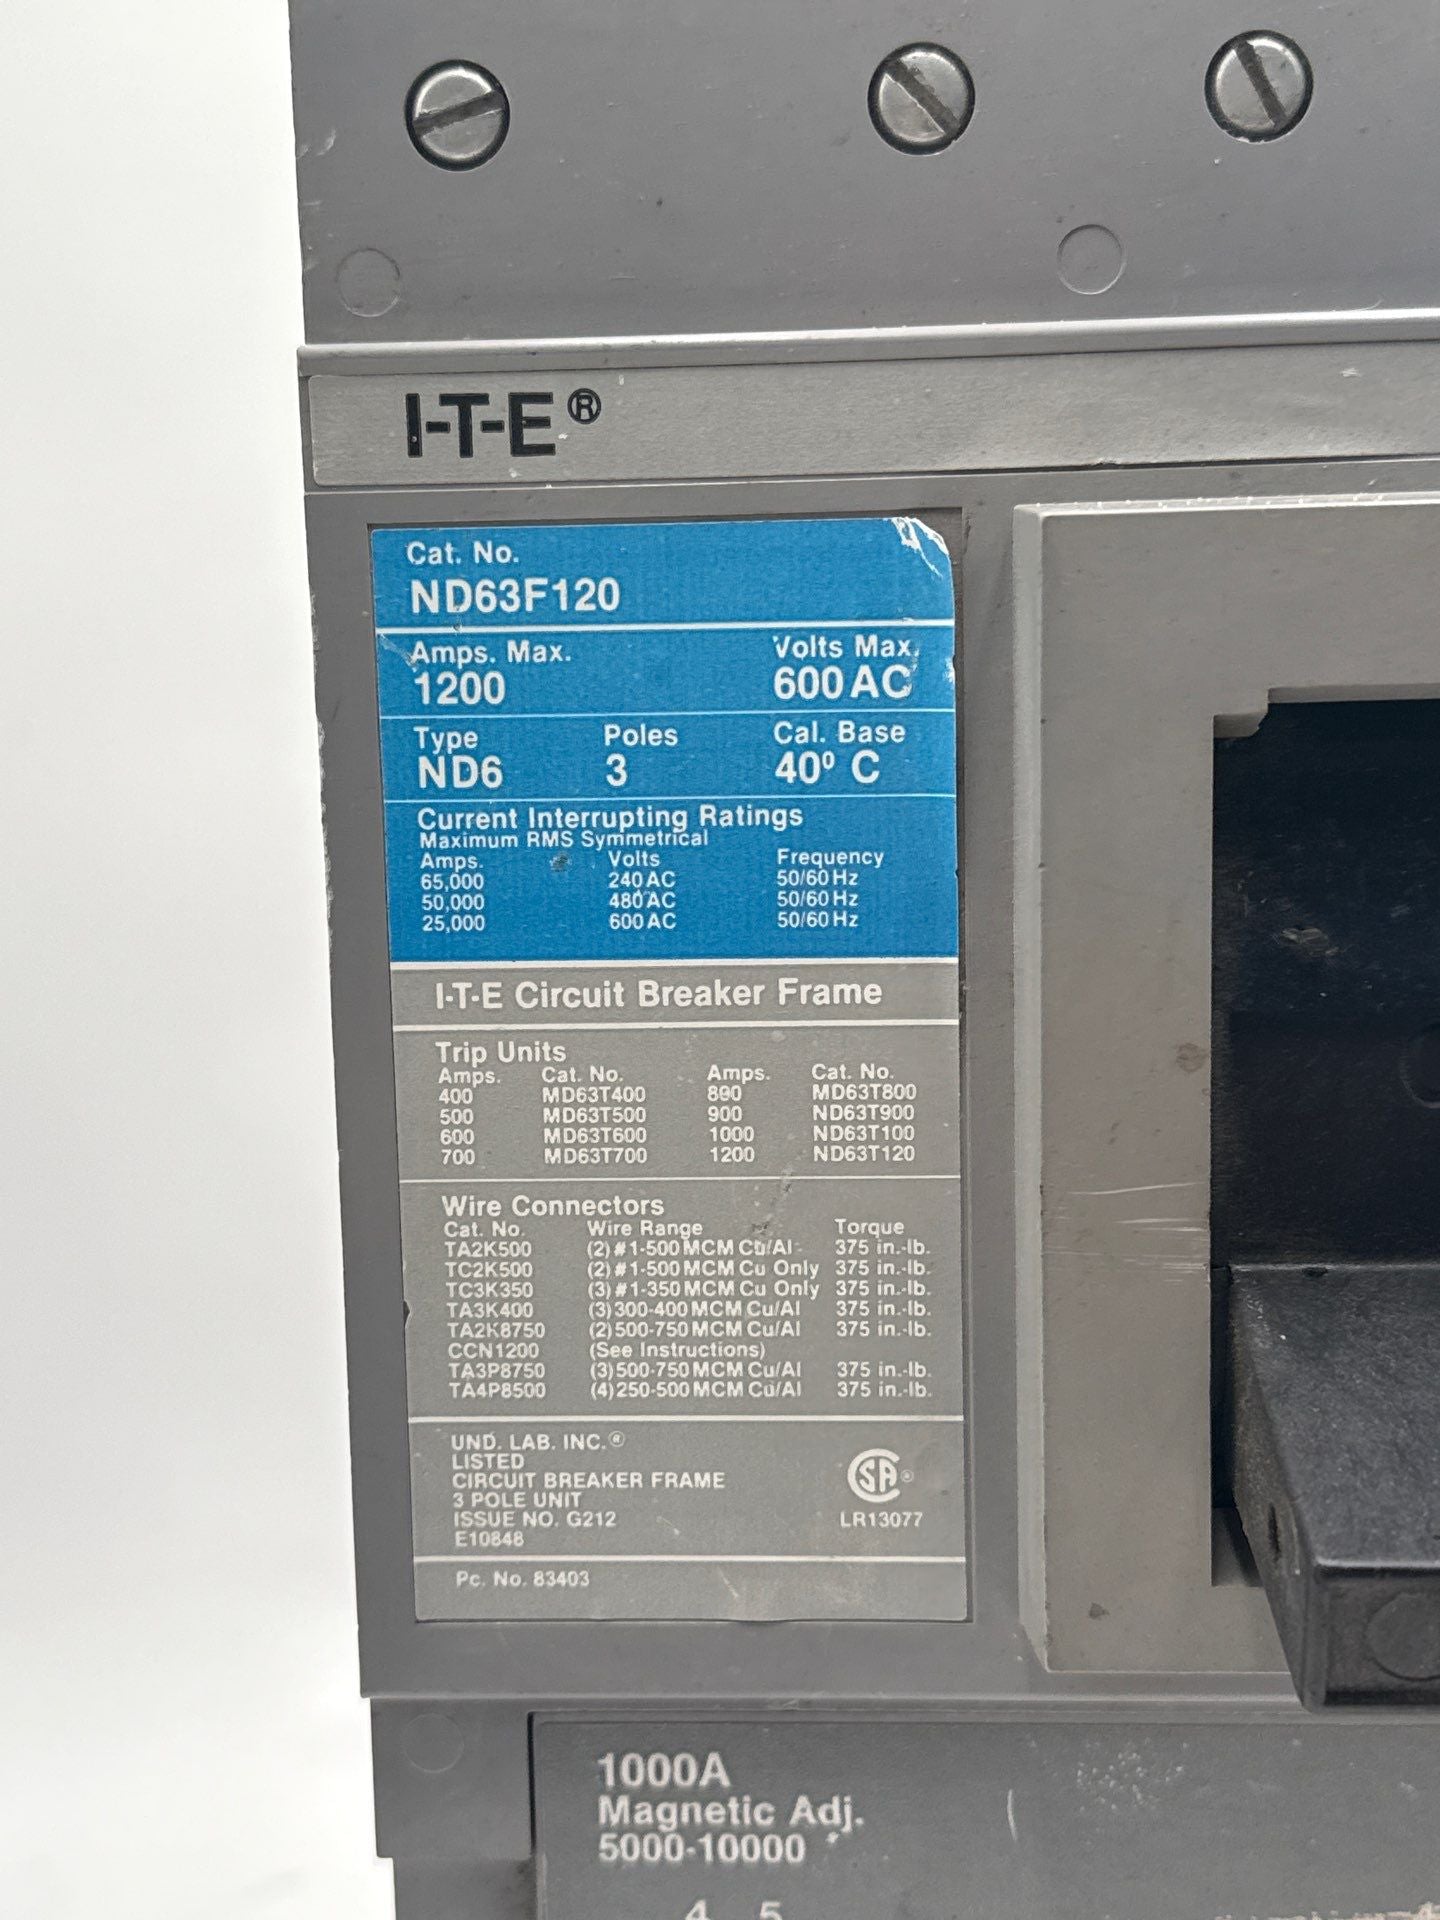 I-T-E®
Cat. No.
ND63F120
Amps. Max. Volts Max.
1200 600 AC
Type Poles Cal. Base
ND6 3 40º C
Current Interrupting Ratings
Maximum RMS Symmetrical
Amps. Volts Frequency
65,000 240 AC 50/60 Hz
50,000 480 AC 50/60 Hz
25,000 600 AC 50/60 Hz
I-T-E Circuit Breaker Frame
Trip Units
Amps. Cat. No. Amps. Cat. No.
400 MD63T400 800 MD63T800
500 MD63T500 900 ND63T900
600 MD63T600 1000 ND63T100
700 MD63T700 1200 ND63T120
Wire Connectors
Cat. No. Wire Range Torque
TA2K500 (2) #1-500 MCM Cu/Al 375 in.-lb.
TC2K500 (2) #1-500 MCM Cu Only 375 in.-lb.
TC3K350 (3) #1-350 MCM Cu Only 375 in.-lb.
TA3K400 (3) 300-400 MCM Cu/Al 375 in.-lb.
TA2K8750 (2) 500-750 MCM Cu/Al 375 in.-lb.
CCN1200 (See Instructions)
TA3P8750 (3) 500-750 MCM Cu/Al 375 in.-lb.
TA4P8500 (4) 250-500 MCM Cu/Al 375 in.-lb.
UND. LAB. INC.®
LISTED
CIRCUIT BREAKER FRAME
3 POLE UNIT
ISSUE NO. G212
E10848
SA®
LR13077
Pc. No. 83403
1000A
Magnetic Adj.
5000-10000
4 5